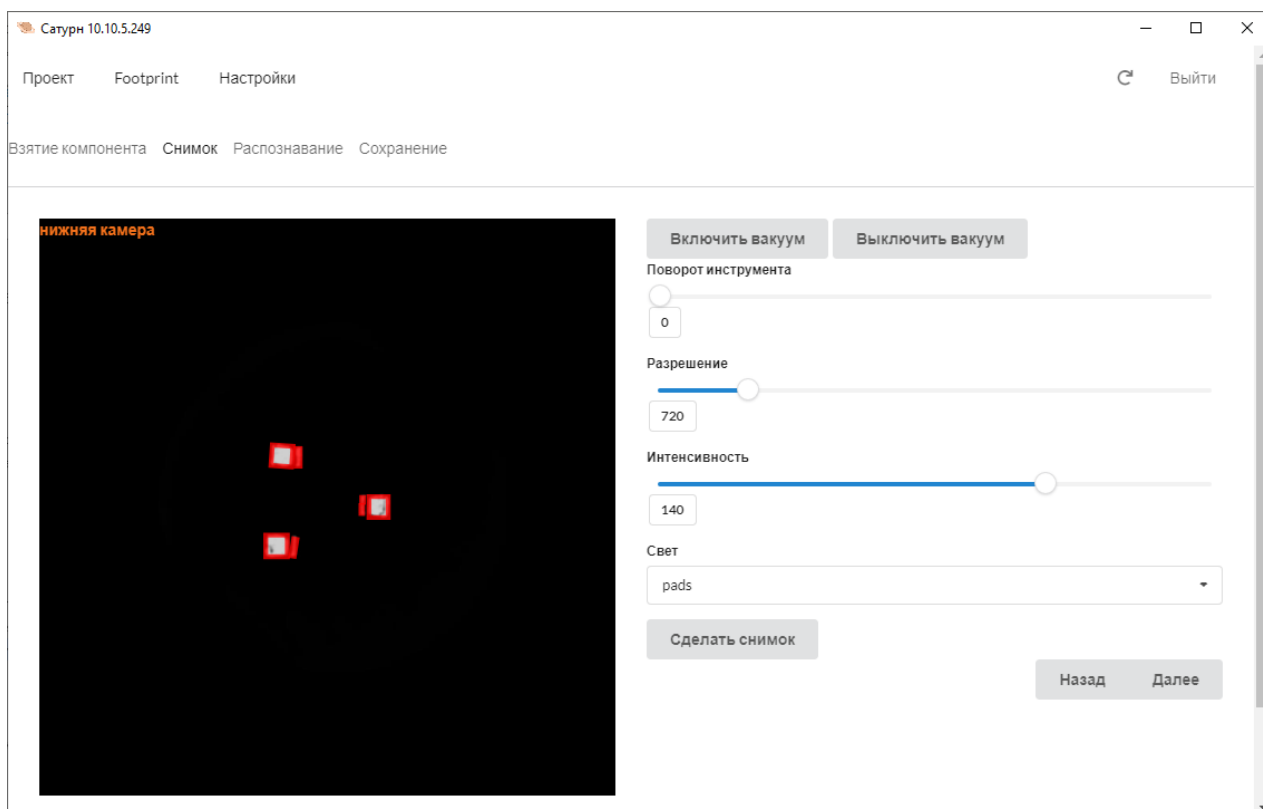 Сатурн 10.10.5.249
Проект Footprint Настройки Выйти
Взятие компонента Снимок Распознавание Сохранение
нижняя камера
Включить вакуум Выключить вакуум
Поворот инструмента
0
Разрешение
720
Интенсивность
140
Свет
pads
Сделать снимок
Назад Далее